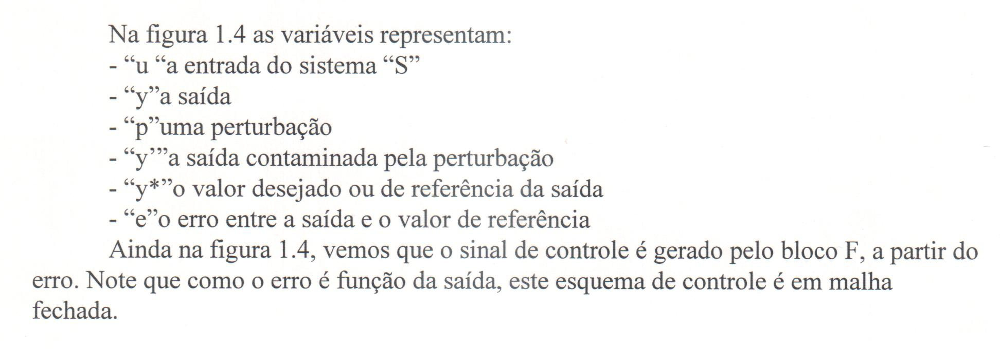 Na figura 1.4 as variáveis representam:
- “u “a entrada do sistema “S”
- “y”a saída
- “p”uma perturbação
- “y’”a saída contaminada pela perturbação
- “y*”o valor desejado ou de referência da saída
- “e”o erro entre a saída e o valor de referência
Ainda na figura 1.4, vemos que o sinal de controle é gerado pelo bloco F, a partir do
erro. Note que como o erro é função da saída, este esquema de controle é em malha
fechada.